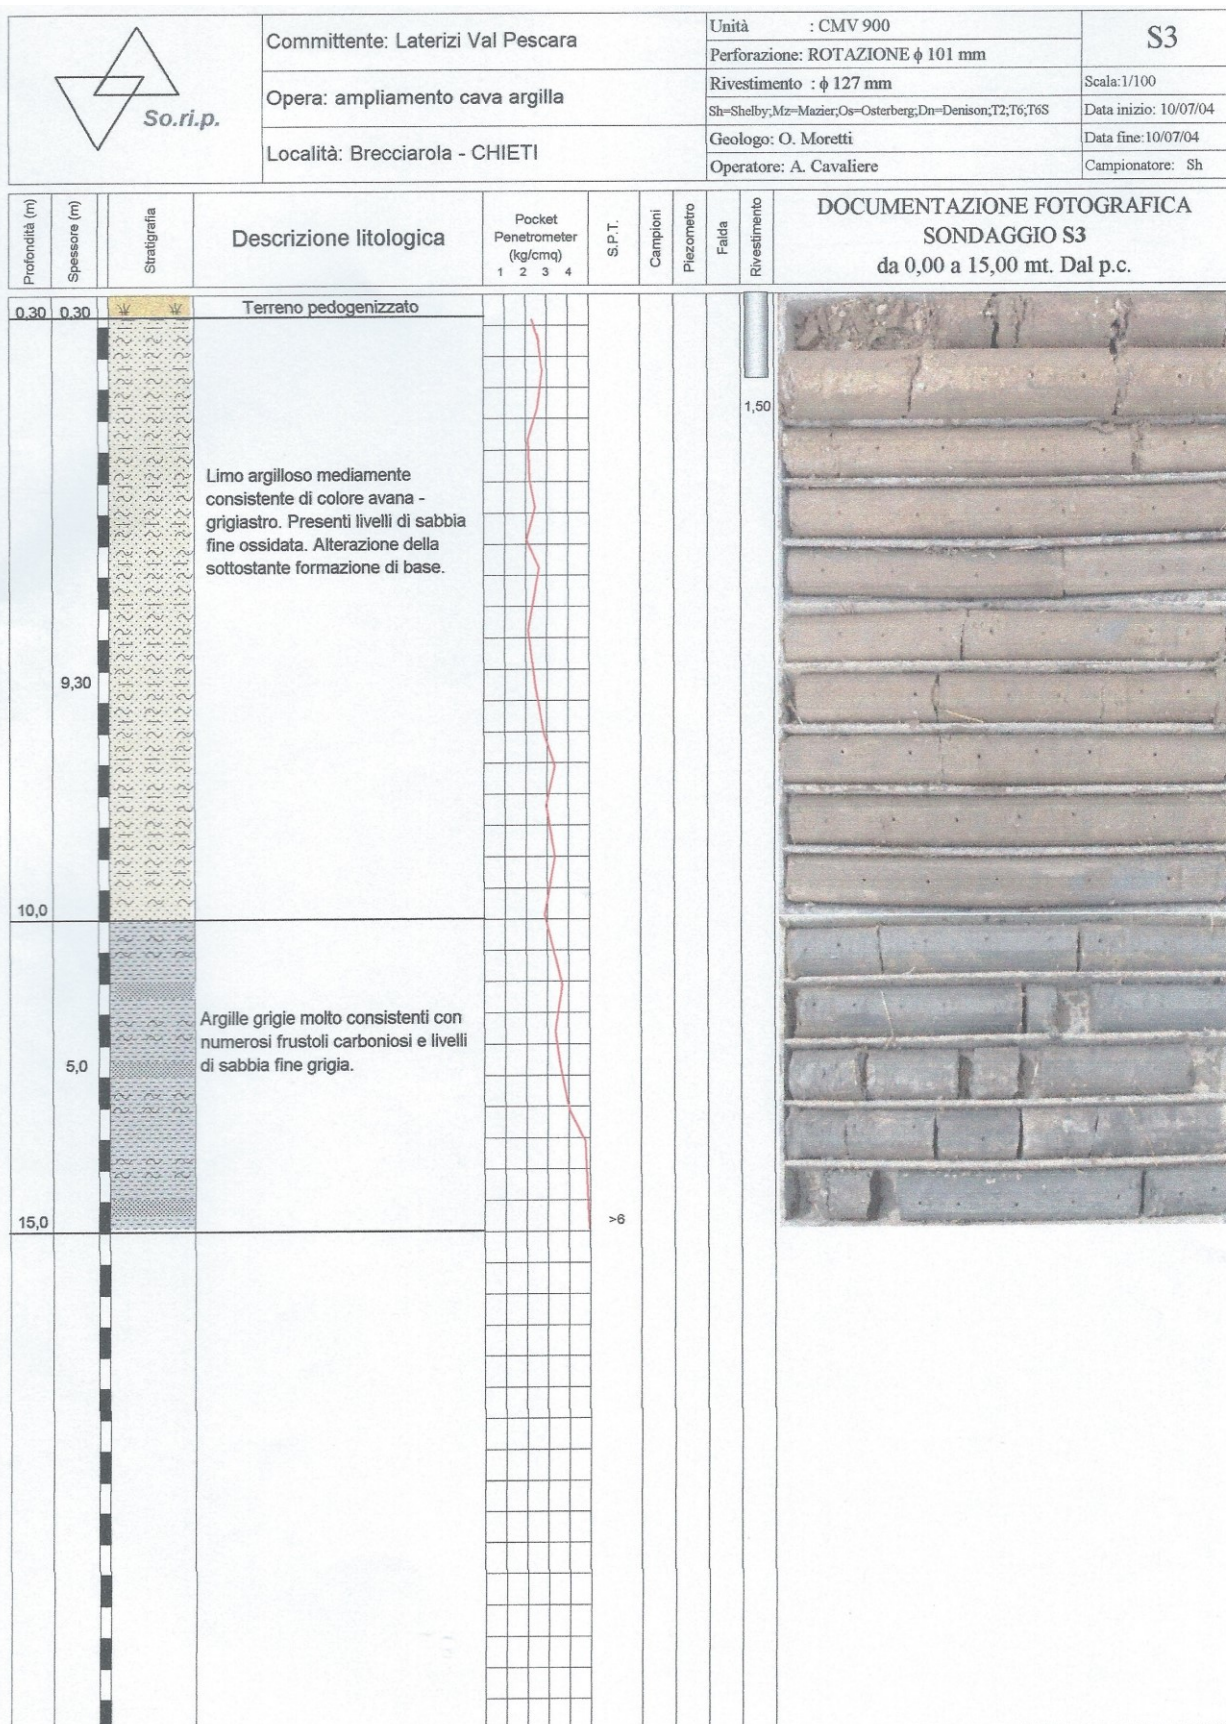 So.ri.p.
Committente: Laterizi Val Pescara
Opera: ampliamento cava argilla
Località: Brecciarola - CHIETI
Unità : CMV 900
Perforazione: ROTAZIONE ϕ 101 mm
Rivestimento : ϕ 127 mm
Sh=Shelby;Mz=Mazier;Os=Osterberg;Dn=Denison;T2;T6;T6S
Geologo: O. Moretti
Operatore: A. Cavaliere
S3
Scala:1/100
Data inizio: 10/07/04
Data fine:10/07/04
Campionatore: Sh
Profondità (m)
Spessore (m)
Stratigrafia
Descrizione litologica
Pocket
Penetrometer
(kg/cmq)
1 2 3 4
S.P.T.
Campioni
Piezometro
Falda
Rivestimento
DOCUMENTAZIONE FOTOGRAFICA
SONDAGGIO S3
da 0,00 a 15,00 mt. Dal p.c.
0.30 0.30 Terreno pedogenizzato
1,50
Limo argilloso mediamente
consistente di colore avana -
grigiastro. Presenti livelli di sabbia
fine ossidata. Alterazione della
sottostante formazione di base.
9,30
10,0
Argille grigie molto consistenti con
numerosi frustoli carboniosi e livelli
di sabbia fine grigia.
5,0
15,0
>6